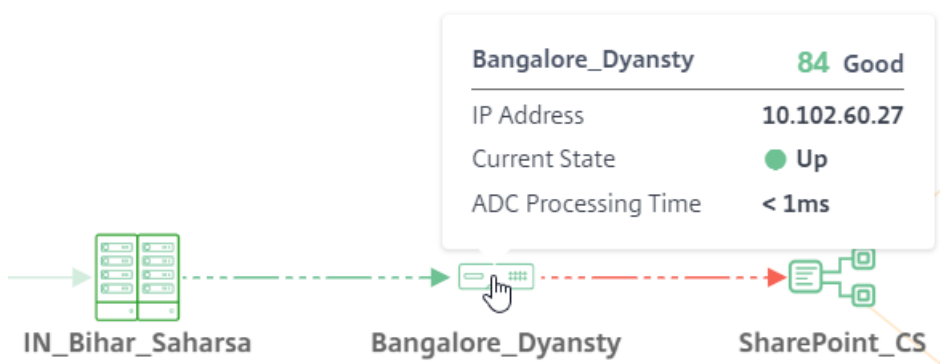 Bangalore_Dyansty 84 Good
IP Address 10.102.60.27
Current State Up
ADC Processing Time < 1ms
IN_Bihar_Saharsa Bangalore_Dyansty SharePoint_CS